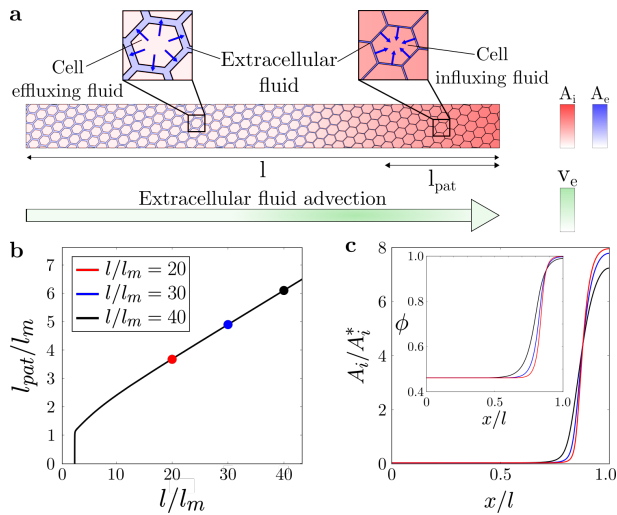 a
Cell
effluxing fluid
Extracellular
fluid
Cell
influxing fluid
A_i A_e
l
l_pat
Extracellular fluid advection
v_e
b
l/l_m = 20
l/l_m = 30
l/l_m = 40
l_pat/l_m
7
6
5
4
3
2
1
0
0 10 20 30 40
l/l_m
c
A_i/A_i^*
8
6
4
2
0
0 0.5 1.0
x/l
ϕ
1.0
0.8
0.6
0.4
0 0.5 1.0
x/l